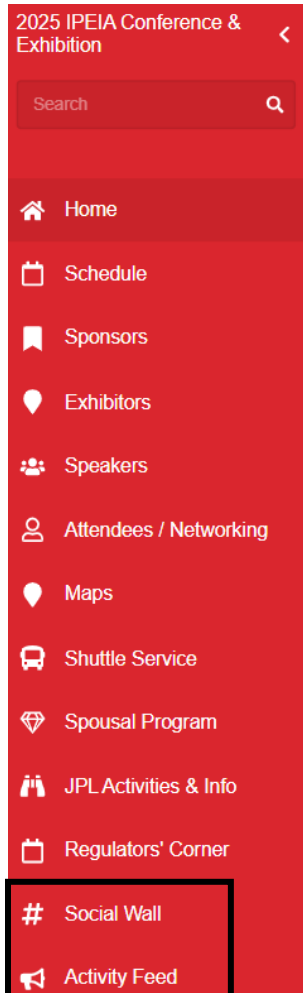 2025 IPEIA Conference &
Exhibition
Search
Home
Schedule
Sponsors
Exhibitors
Speakers
Attendees / Networking
Maps
Shuttle Service
Spousal Program
JPL Activities & Info
Regulators' Corner
Social Wall
Activity Feed